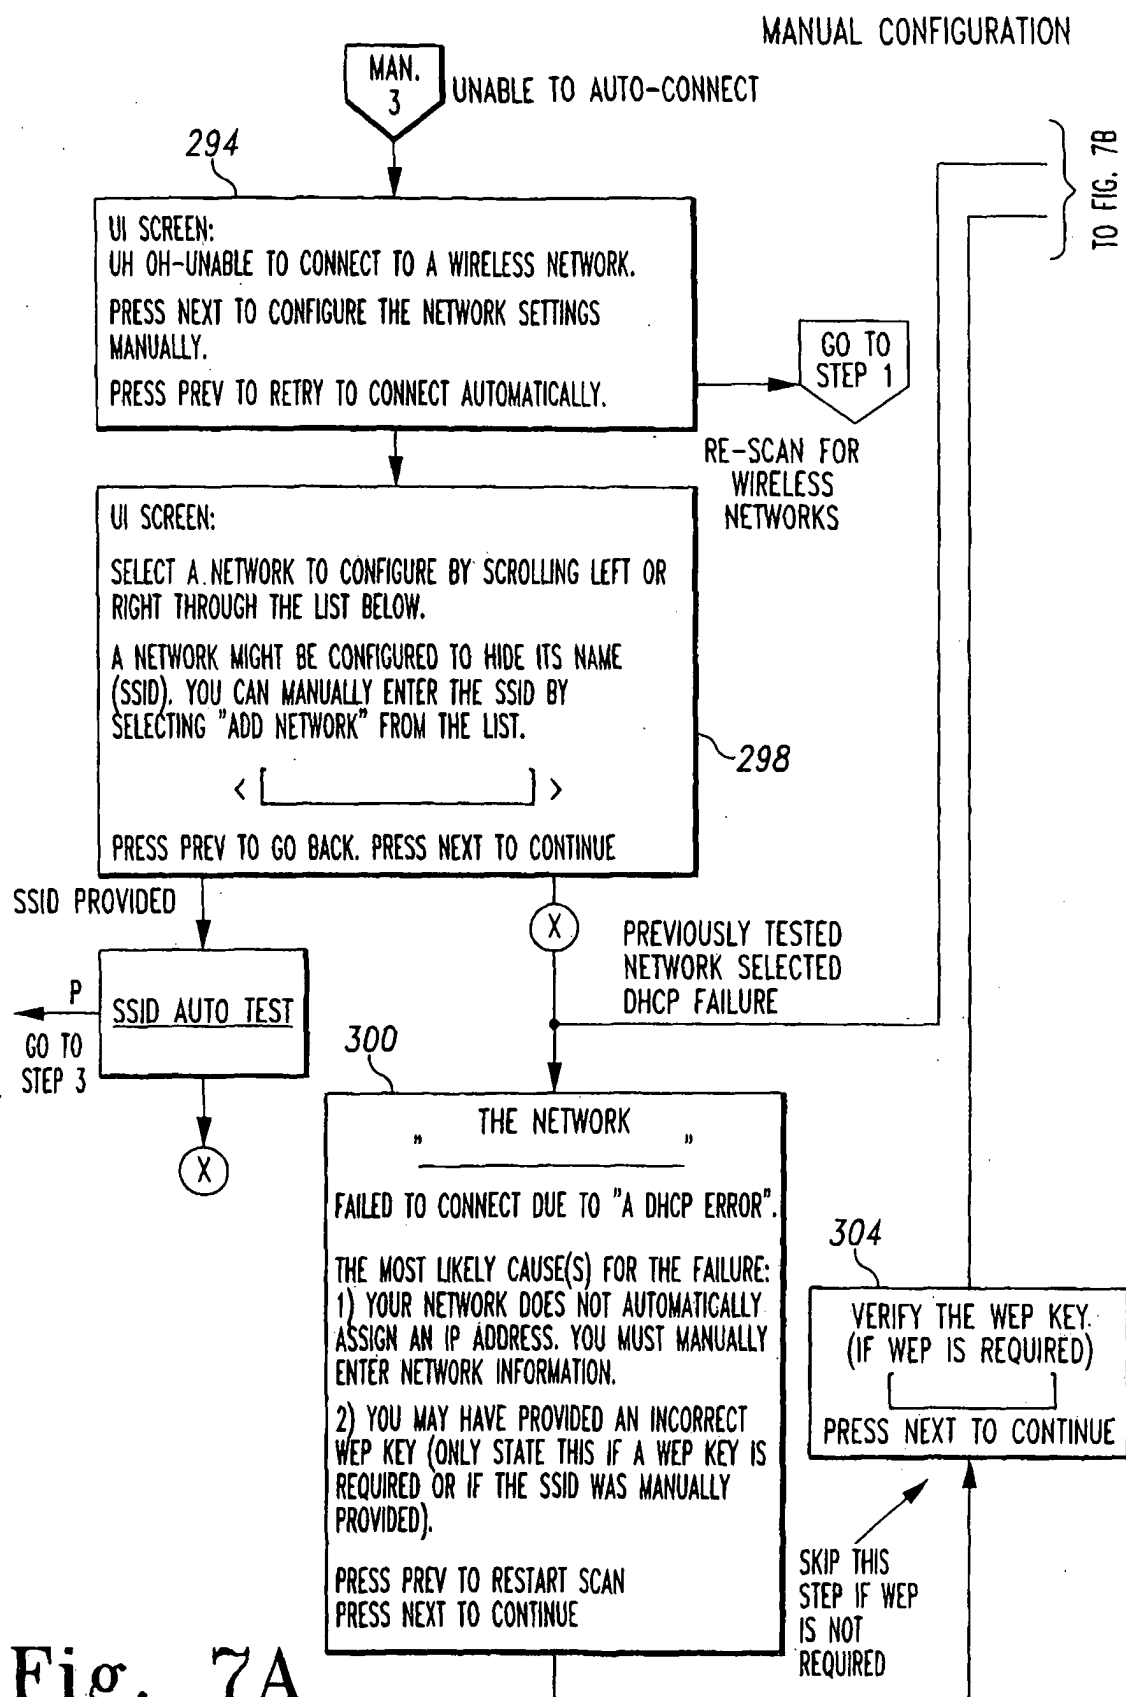 MANUAL CONFIGURATION
MAN.
3
UNABLE TO AUTO-CONNECT
TO FIG. 7B
294
UI SCREEN:
UH OH-UNABLE TO CONNECT TO A WIRELESS NETWORK.
PRESS NEXT TO CONFIGURE THE NETWORK SETTINGS
MANUALLY.
PRESS PREV TO RETRY TO CONNECT AUTOMATICALLY.
GO TO
STEP 1
RE-SCAN FOR
WIRELESS
NETWORKS
UI SCREEN:
SELECT A NETWORK TO CONFIGURE BY SCROLLING LEFT OR
RIGHT THROUGH THE LIST BELOW.
A NETWORK MIGHT BE CONFIGURED TO HIDE ITS NAME
(SSID). YOU CAN MANUALLY ENTER THE SSID BY
SELECTING "ADD NETWORK" FROM THE LIST.
< >
PRESS PREV TO GO BACK. PRESS NEXT TO CONTINUE
298
SSID PROVIDED
X
PREVIOUSLY TESTED
NETWORK SELECTED
DHCP FAILURE
P
SSID AUTO TEST
GO TO
STEP 3
X
300
THE NETWORK
" "
FAILED TO CONNECT DUE TO "A DHCP ERROR".
THE MOST LIKELY CAUSE(S) FOR THE FAILURE:
1) YOUR NETWORK DOES NOT AUTOMATICALLY
ASSIGN AN IP ADDRESS. YOU MUST MANUALLY
ENTER NETWORK INFORMATION.
2) YOU MAY HAVE PROVIDED AN INCORRECT
WEP KEY (ONLY STATE THIS IF A WEP KEY IS
REQUIRED OR IF THE SSID WAS MANUALLY
PROVIDED).
PRESS PREV TO RESTART SCAN
PRESS NEXT TO CONTINUE
304
VERIFY THE WEP KEY.
(IF WEP IS REQUIRED)
PRESS NEXT TO CONTINUE
SKIP THIS
STEP IF WEP
IS NOT
REQUIRED
Fig. 7A